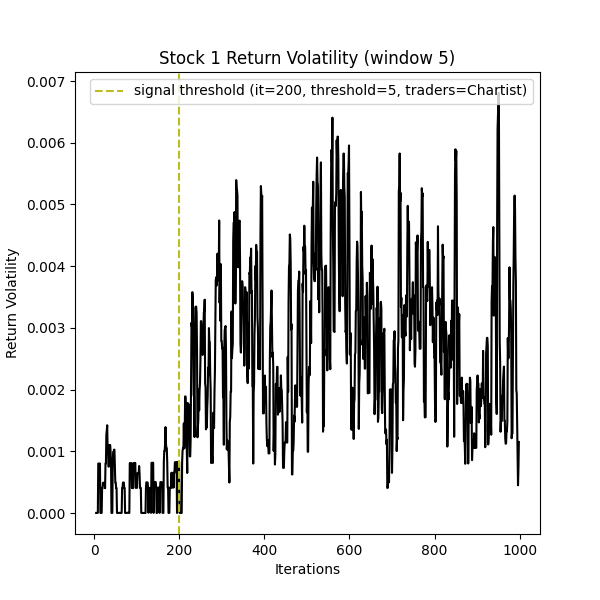 Stock 1 Return Volatility (window 5)
signal threshold (it=200, threshold=5, traders=Chartist)
0.007
0.006
0.005
0.004
0.003
0.002
0.001
0.000
Return Volatility
0 200 400 600 800 1000
Iterations